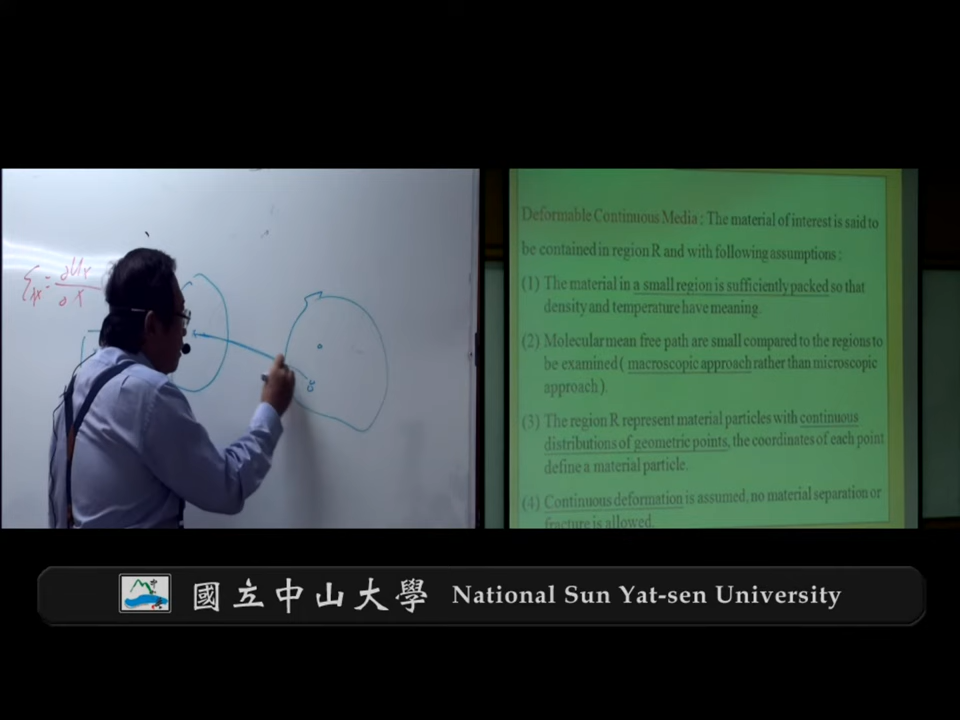 Deformable Continuous Media : The material of interest is said to
be contained in region R and with following assumptions :
(1) The material in a small region is sufficiently packed so that
density and temperature have meaning.
(2) Molecular mean free path are small compared to the regions to
be examined ( macroscopic approach rather than microscopic
approach ).
(3) The region R represent material particles with continuous
distributions of geometric points, the coordinates of each point
define a material particle.
(4) Continuous deformation is assumed, no material separation or
fracture is allowed.
國立中山大學 National Sun Yat-sen University